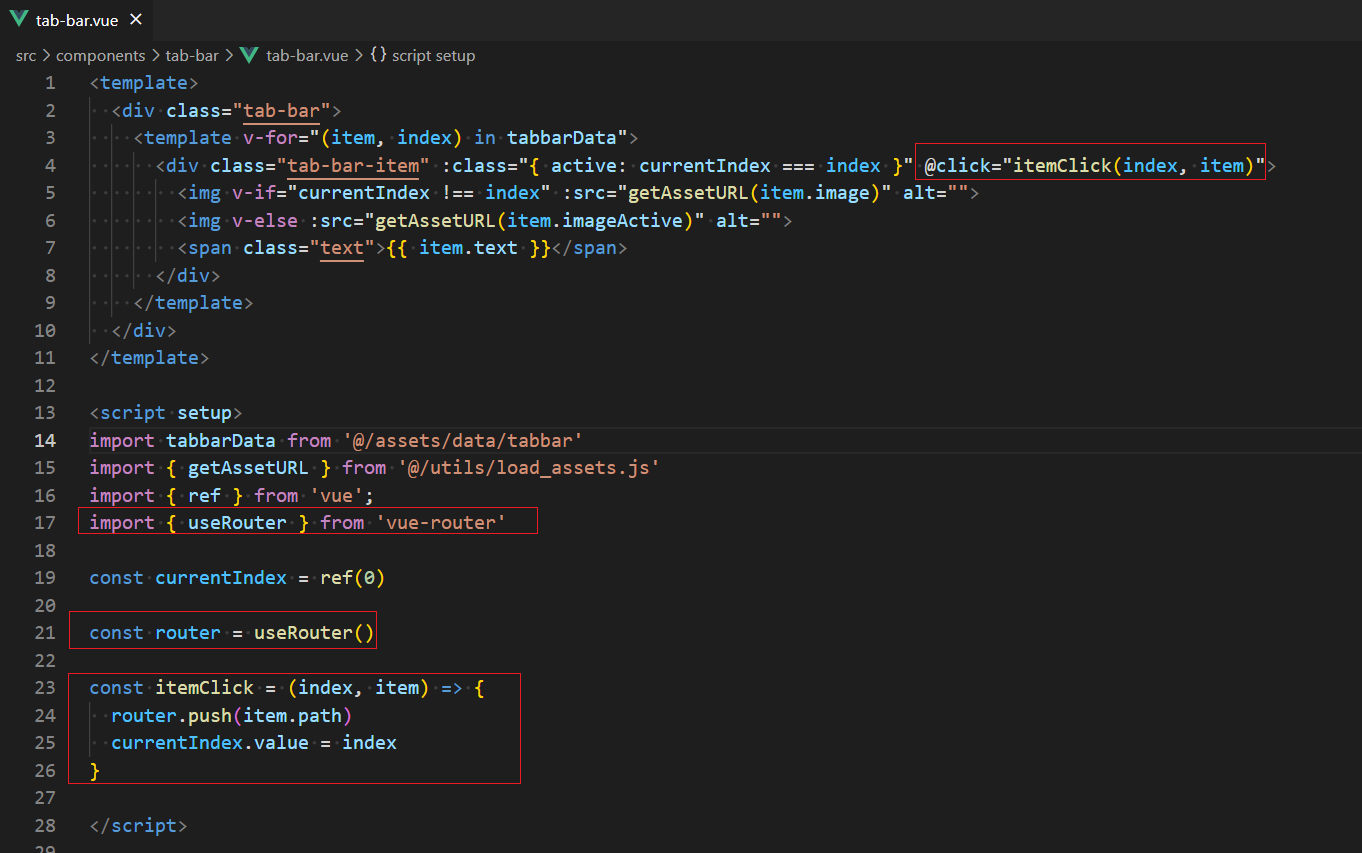 tab-bar.vue ×
src > components > tab-bar > tab-bar.vue > {} script setup
1 <template>
2 <div class="tab-bar">
3 <template v-for="(item, index) in tabbarData">
4 <div class="tab-bar-item" :class="{ active: currentIndex === index }" @click="itemClick(index, item)">
5 <img v-if="currentIndex !== index" :src="getAssetURL(item.image)" alt="">
6 <img v-else :src="getAssetURL(item.imageActive)" alt="">
7 <span class="text">{{ item.text }}</span>
8 </div>
9 </template>
10 </div>
11 </template>
12
13 <script setup>
14 import tabbarData from '@/assets/data/tabbar'
15 import { getAssetURL } from '@/utils/load_assets.js'
16 import { ref } from 'vue';
17 import { useRouter } from 'vue-router'
18
19 const currentIndex = ref(0)
20
21 const router = useRouter()
22
23 const itemClick = (index, item) => {
24 router.push(item.path)
25 currentIndex.value = index
26 }
27
28 </script>
29